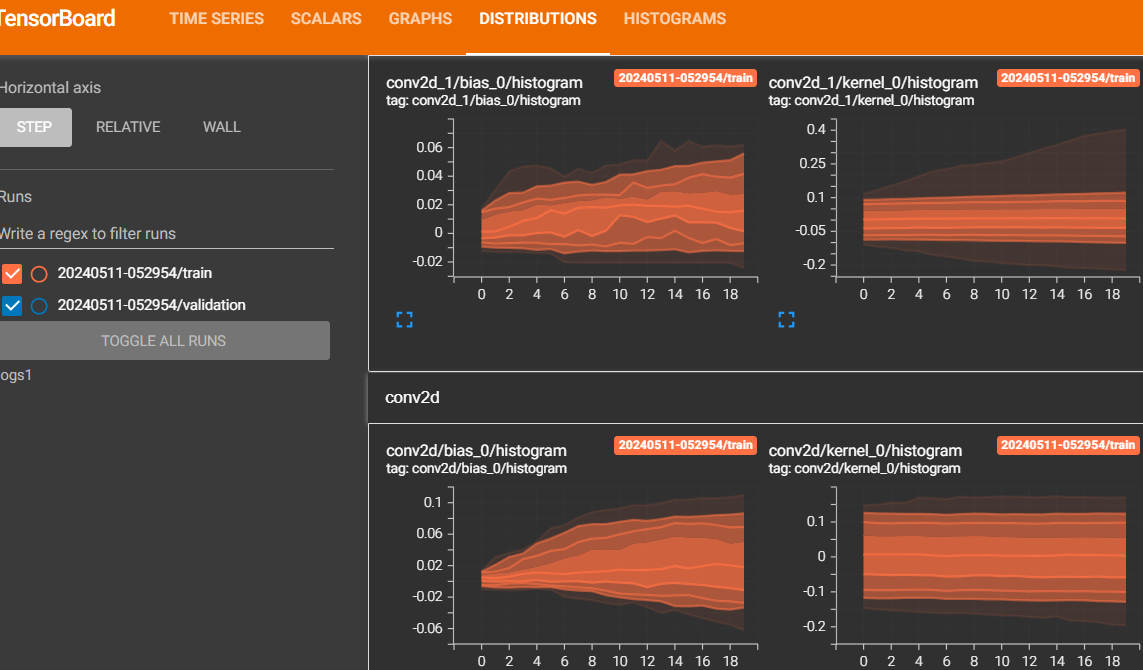 TensorBoard
TIME SERIES
SCALARS
GRAPHS
DISTRIBUTIONS
HISTOGRAMS
Horizontal axis
STEP
RELATIVE
WALL
Runs
Write a regex to filter runs
20240511-052954/train
20240511-052954/validation
TOGGLE ALL RUNS
ogs1
conv2d_1/bias_0/histogram
20240511-052954/train
tag: conv2d_1/bias_0/histogram
0.06
0.04
0.02
0
-0.02
0 2 4 6 8 10 12 14 16 18
conv2d_1/kernel_0/histogram
20240511-052954/train
tag: conv2d_1/kernel_0/histogram
0.4
0.25
0.1
-0.05
-0.2
0 2 4 6 8 10 12 14 16 18
conv2d
conv2d/bias_0/histogram
20240511-052954/train
tag: conv2d/bias_0/histogram
0.1
0.06
0.02
-0.02
-0.06
0 2 4 6 8 10 12 14 16 18
conv2d/kernel_0/histogram
20240511-052954/train
tag: conv2d/kernel_0/histogram
0.1
0
-0.1
-0.2
0 2 4 6 8 10 12 14 16 18